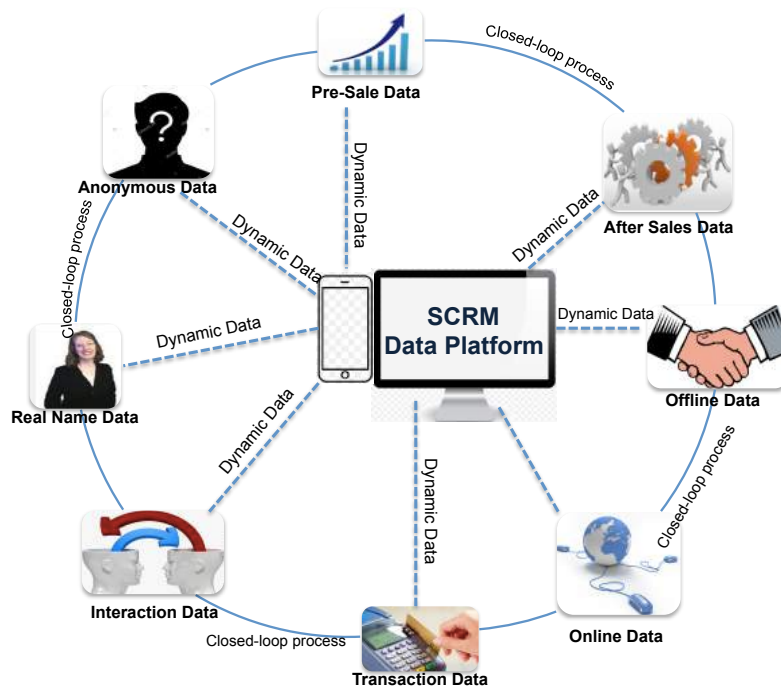 Closed-loop process
Pre-Sale Data
?
Anonymous Data
Dynamic Data
After Sales Data
Dynamic Data
Dynamic Data
Closed-loop process
SCRM
Data Platform
Dynamic Data
Dynamic Data
Real Name Data
Offline Data
Dynamic Data
Dynamic Data
Closed-loop process
Interaction Data
Online Data
Closed-loop process
Transaction Data